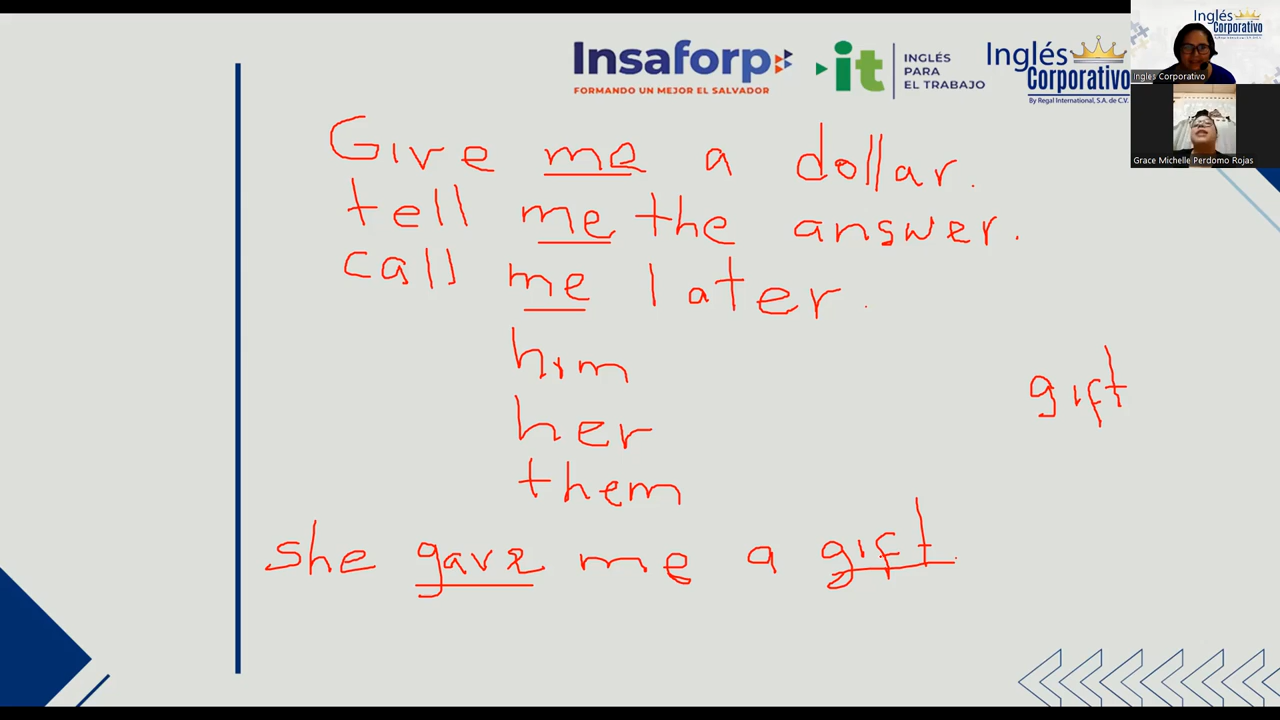 Insaforp
FORMANDO UN MEJOR EL SALVADOR
it
INGLÉS
PARA
EL TRABAJO
Inglés
Corporativo
By Regal International, S.A. de C.V.
Inglés
Corporativo
Ingles Corporativo
Grace Michelle Perdomo Rojas
Give me a dollar.
tell me the answer.
call me later.
him
gift
her
them
she gave me a gift.